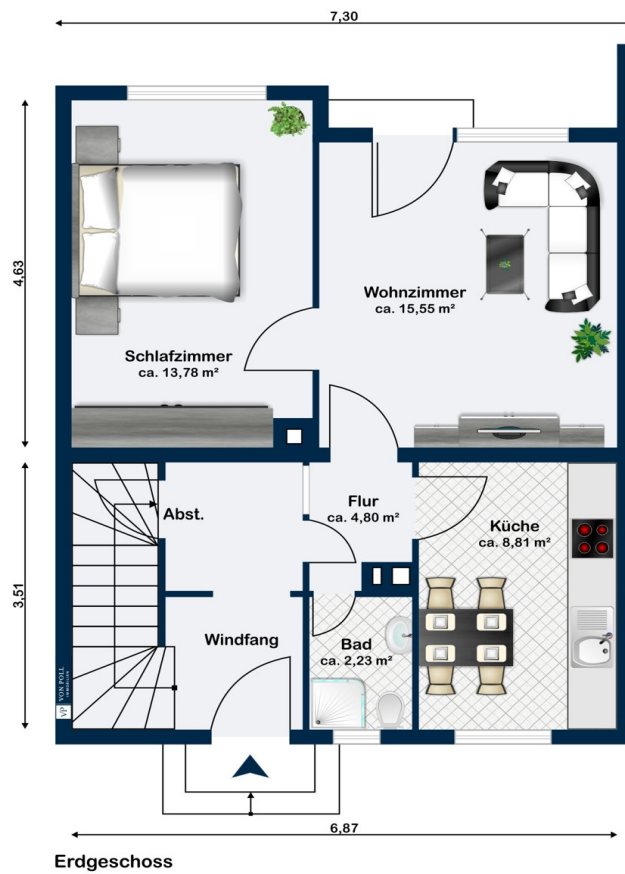 7,30
4,63
Wohnzimmer
ca. 15,55 m²
Schlafzimmer
ca. 13,78 m²
Abst.
Flur
ca. 4,80 m²
Küche
ca. 8,81 m²
3,51
Windfang
Bad
ca. 2,23 m²
VP VON POLL
IMMOBILIEN
6,87
Erdgeschoss